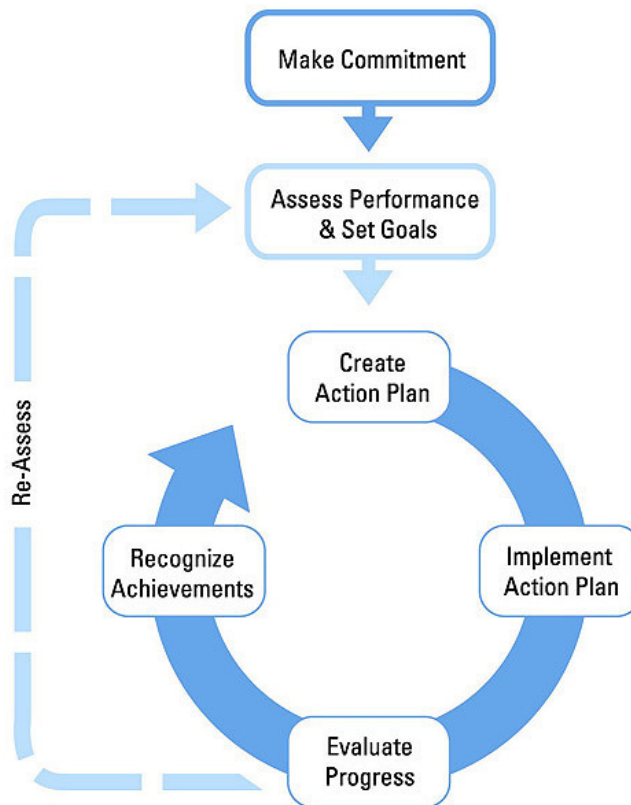 Make Commitment
Assess Performance
& Set Goals
Create
Action Plan
Re-Assess
Recognize
Achievements
Implement
Action Plan
Evaluate
Progress